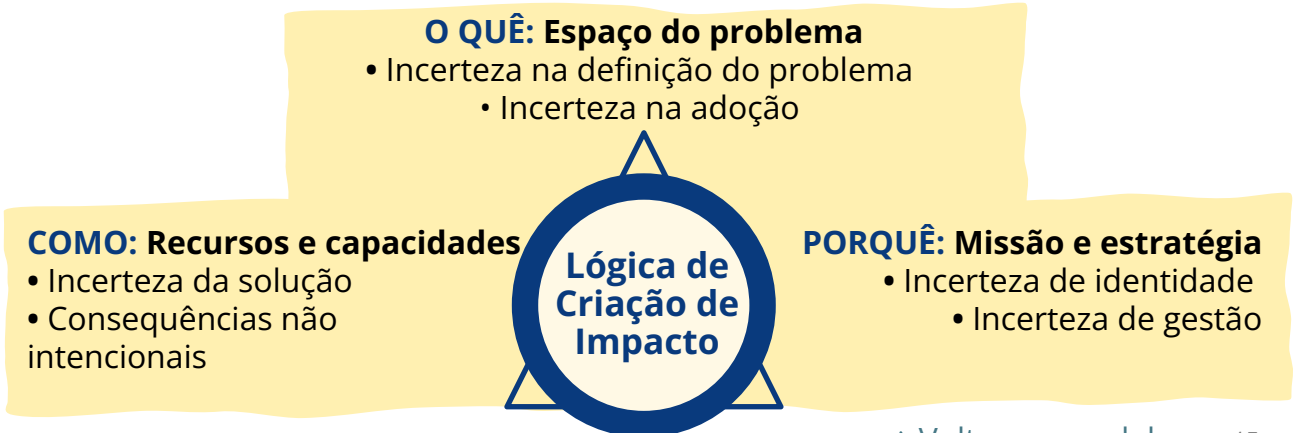 O QUÊ: Espaço do problema
• Incerteza na definição do problema
• Incerteza na adoção
COMO: Recursos e capacidades
• Incerteza da solução
• Consequências não
intencionais
Lógica de
Criação de
Impacto
PORQUÊ: Missão e estratégia
• Incerteza de identidade
• Incerteza de gestão